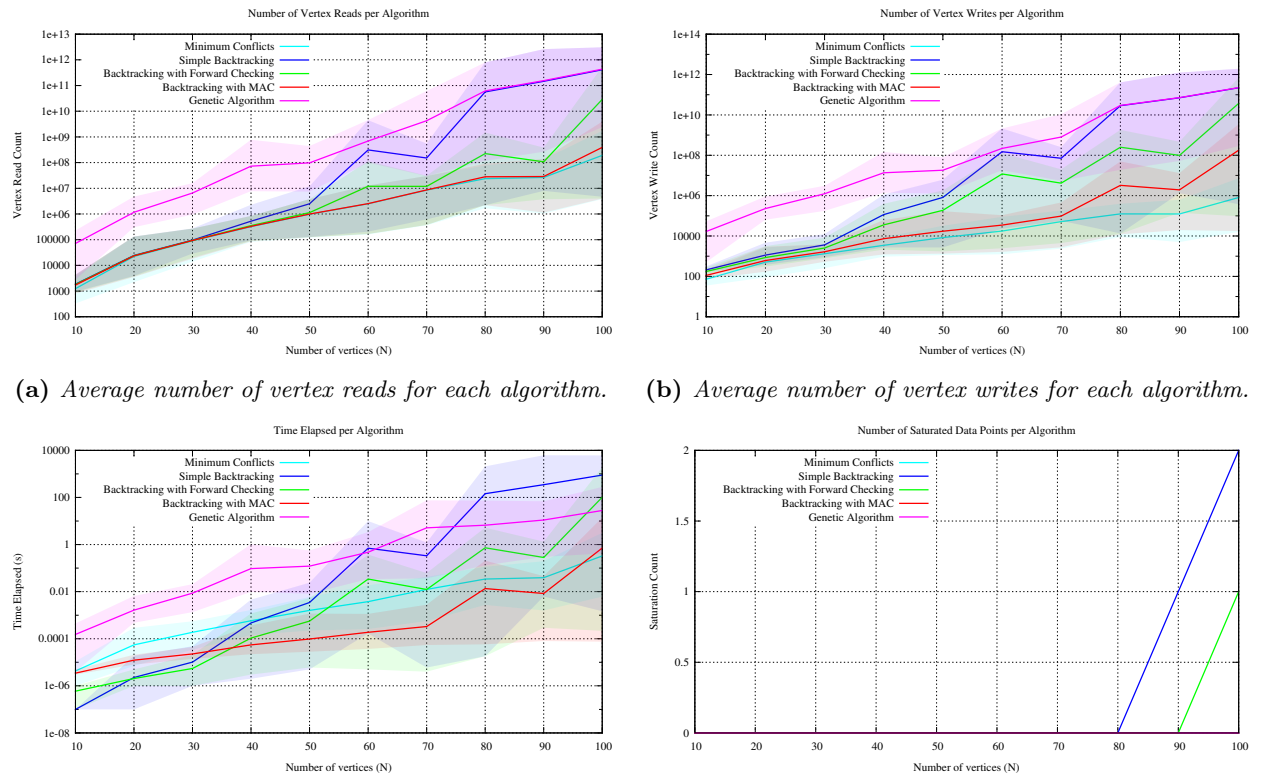 Number of Vertex Reads per Algorithm
1e+13
1e+12
1e+11
1e+10
1e+09
1e+08
1e+07
1e+06
100000
10000
1000
100
Vertex Read Count
Minimum Conflicts
Simple Backtracking
Backtracking with Forward Checking
Backtracking with MAC
Genetic Algorithm
10 20 30 40 50 60 70 80 90 100
Number of vertices (N)
(a) Average number of vertex reads for each algorithm.
Number of Vertex Writes per Algorithm
1e+14
1e+12
1e+10
1e+08
1e+06
10000
100
1
Vertex Write Count
Minimum Conflicts
Simple Backtracking
Backtracking with Forward Checking
Backtracking with MAC
Genetic Algorithm
10 20 30 40 50 60 70 80 90 100
Number of vertices (N)
(b) Average number of vertex writes for each algorithm.
Time Elapsed per Algorithm
10000
100
1
0.01
0.0001
1e-06
1e-08
Time Elapsed (s)
Minimum Conflicts
Simple Backtracking
Backtracking with Forward Checking
Backtracking with MAC
Genetic Algorithm
10 20 30 40 50 60 70 80 90 100
Number of vertices (N)
Number of Saturated Data Points per Algorithm
2
1.5
1
0.5
0
Saturation Count
Minimum Conflicts
Simple Backtracking
Backtracking with Forward Checking
Backtracking with MAC
Genetic Algorithm
10 20 30 40 50 60 70 80 90 100
Number of vertices (N)